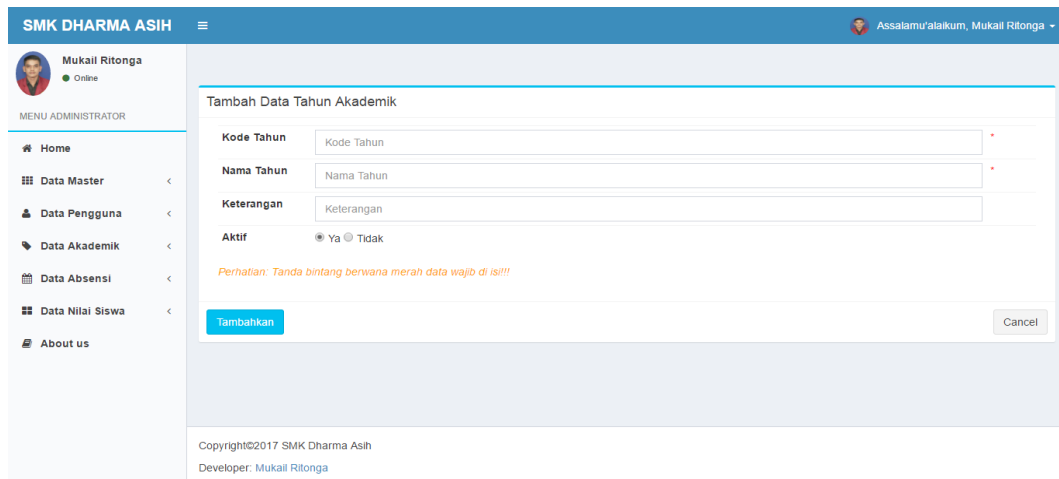 SMK DHARMA ASIH
Assalamu'alaikum, Mukail Ritonga
Mukail Ritonga
Online
MENU ADMINISTRATOR
Home
Data Master
Data Pengguna
Data Akademik
Data Absensi
Data Nilai Siswa
About us
Tambah Data Tahun Akademik
Kode Tahun Kode Tahun *
Nama Tahun Nama Tahun *
Keterangan Keterangan
Aktif Ya Tidak
Perhatian: Tanda bintang berwana merah data wajib di isi!!!
Tambahkan Cancel
Copyright©2017 SMK Dharma Asih
Developer: Mukail Ritonga